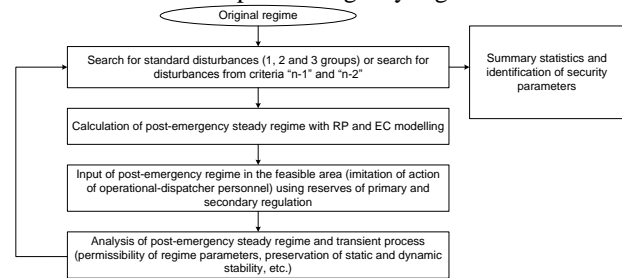 Original regime
Search for standard disturbances (1, 2 and 3 groups) or search for
disturbances from criteria “n-1” and “n-2”
Summary statistics and
identification of security
parameters
Calculation of post-emergency steady regime with RP and EC modelling
Input of post-emergency regime in the feasible area (imitation of action
of operational-dispatcher personnel) using reserves of primary and
secondary regulation
Analysis of post-emergency steady regime and transient process
(permissibility of regime parameters, preservation of static and dynamic
stability, etc.)